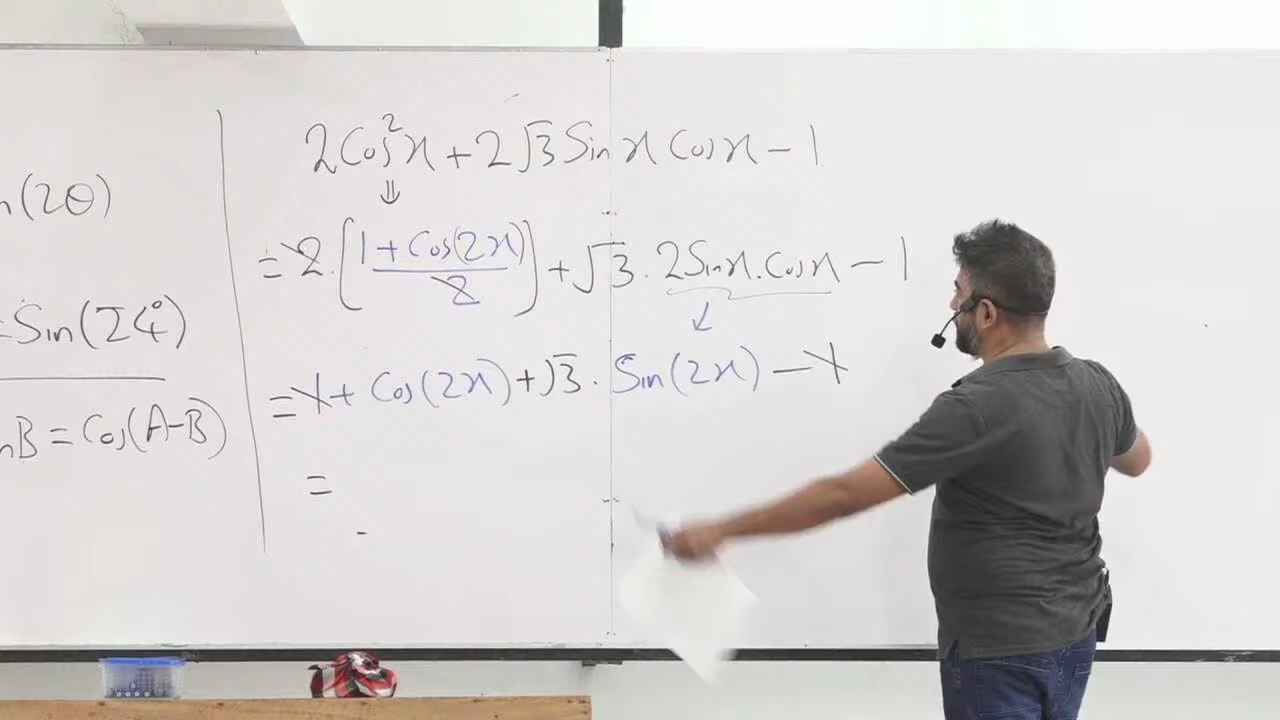 n(2θ)
=Sin(24°)
nB = Cos(A-B)
2Cos²x + 2√3 Sin x Cos x - 1
⇓
= 2 · [(1 + Cos(2x))/2] + √3 · 2Sin x . Cos x - 1
= 1 + Cos(2x) + √3 · Sin(2x) - 1
=